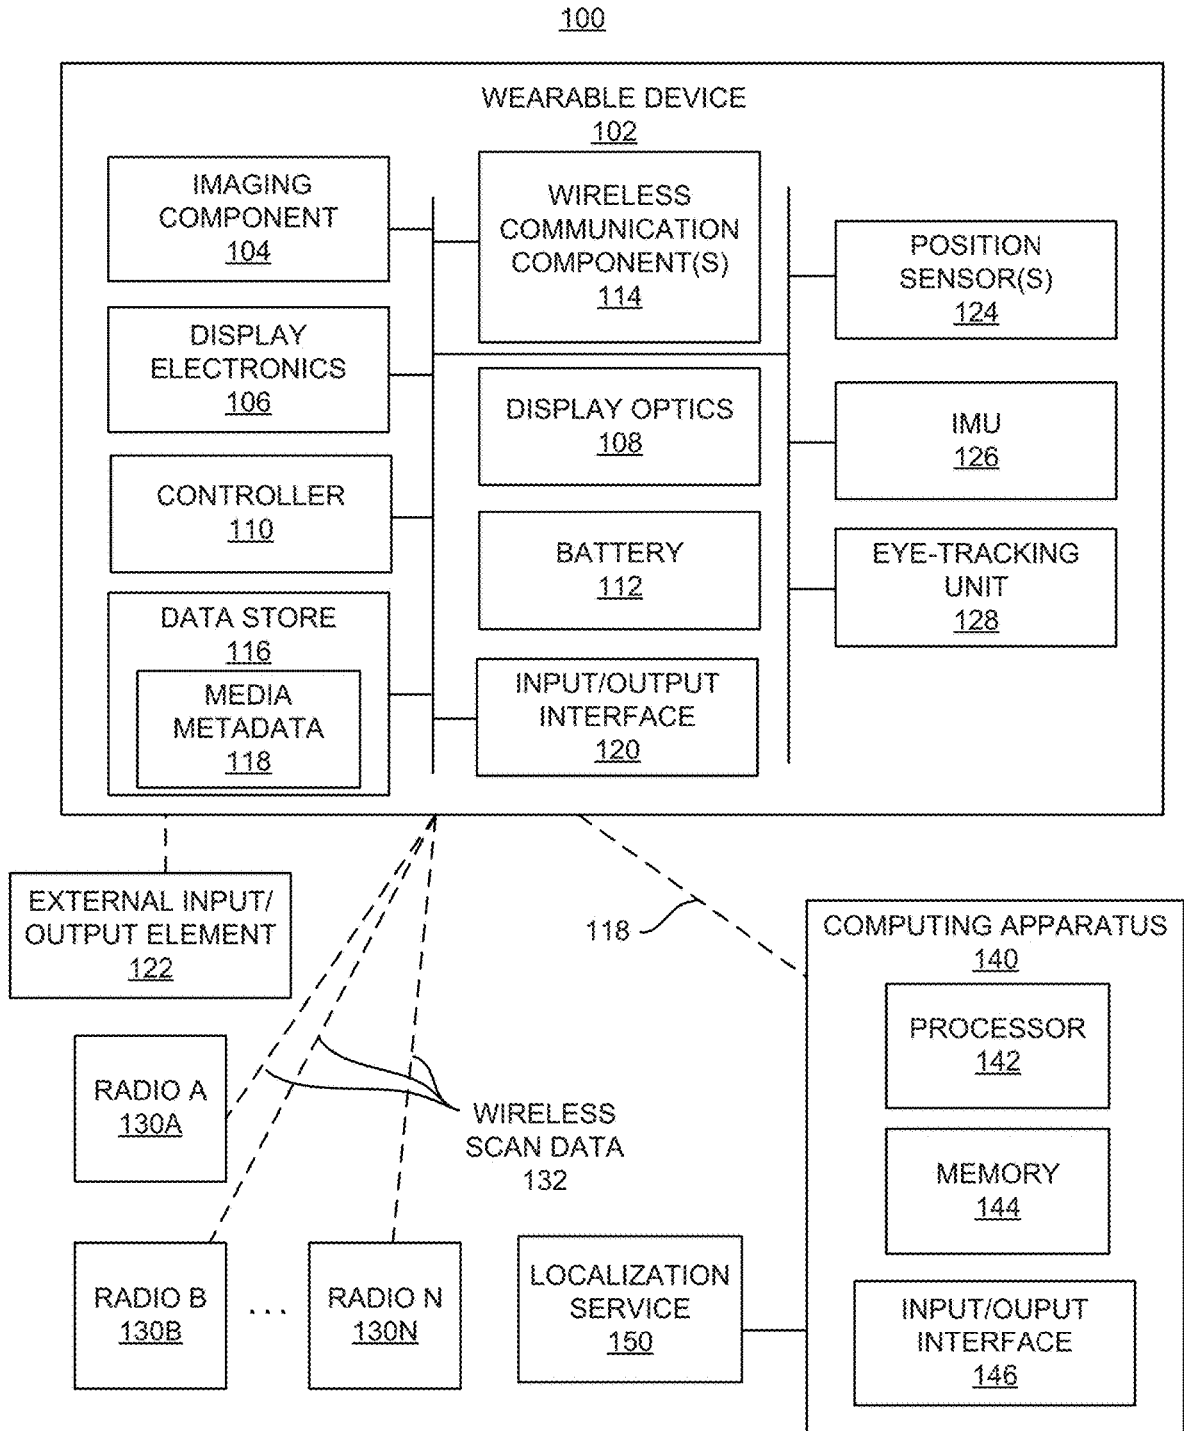 100
WEARABLE DEVICE
102
IMAGING
COMPONENT
104
WIRELESS
COMMUNICATION
COMPONENT(S)
114
POSITION
SENSOR(S)
124
DISPLAY
ELECTRONICS
106
DISPLAY OPTICS
108
IMU
126
CONTROLLER
110
BATTERY
112
EYE-TRACKING
UNIT
128
DATA STORE
116
MEDIA
METADATA
118
INPUT/OUTPUT
INTERFACE
120
EXTERNAL INPUT/
OUTPUT ELEMENT
122
118
COMPUTING APPARATUS
140
PROCESSOR
142
RADIO A
130A
WIRELESS
SCAN DATA
132
MEMORY
144
RADIO B
130B
. . .
RADIO N
130N
LOCALIZATION
SERVICE
150
INPUT/OUPUT
INTERFACE
146